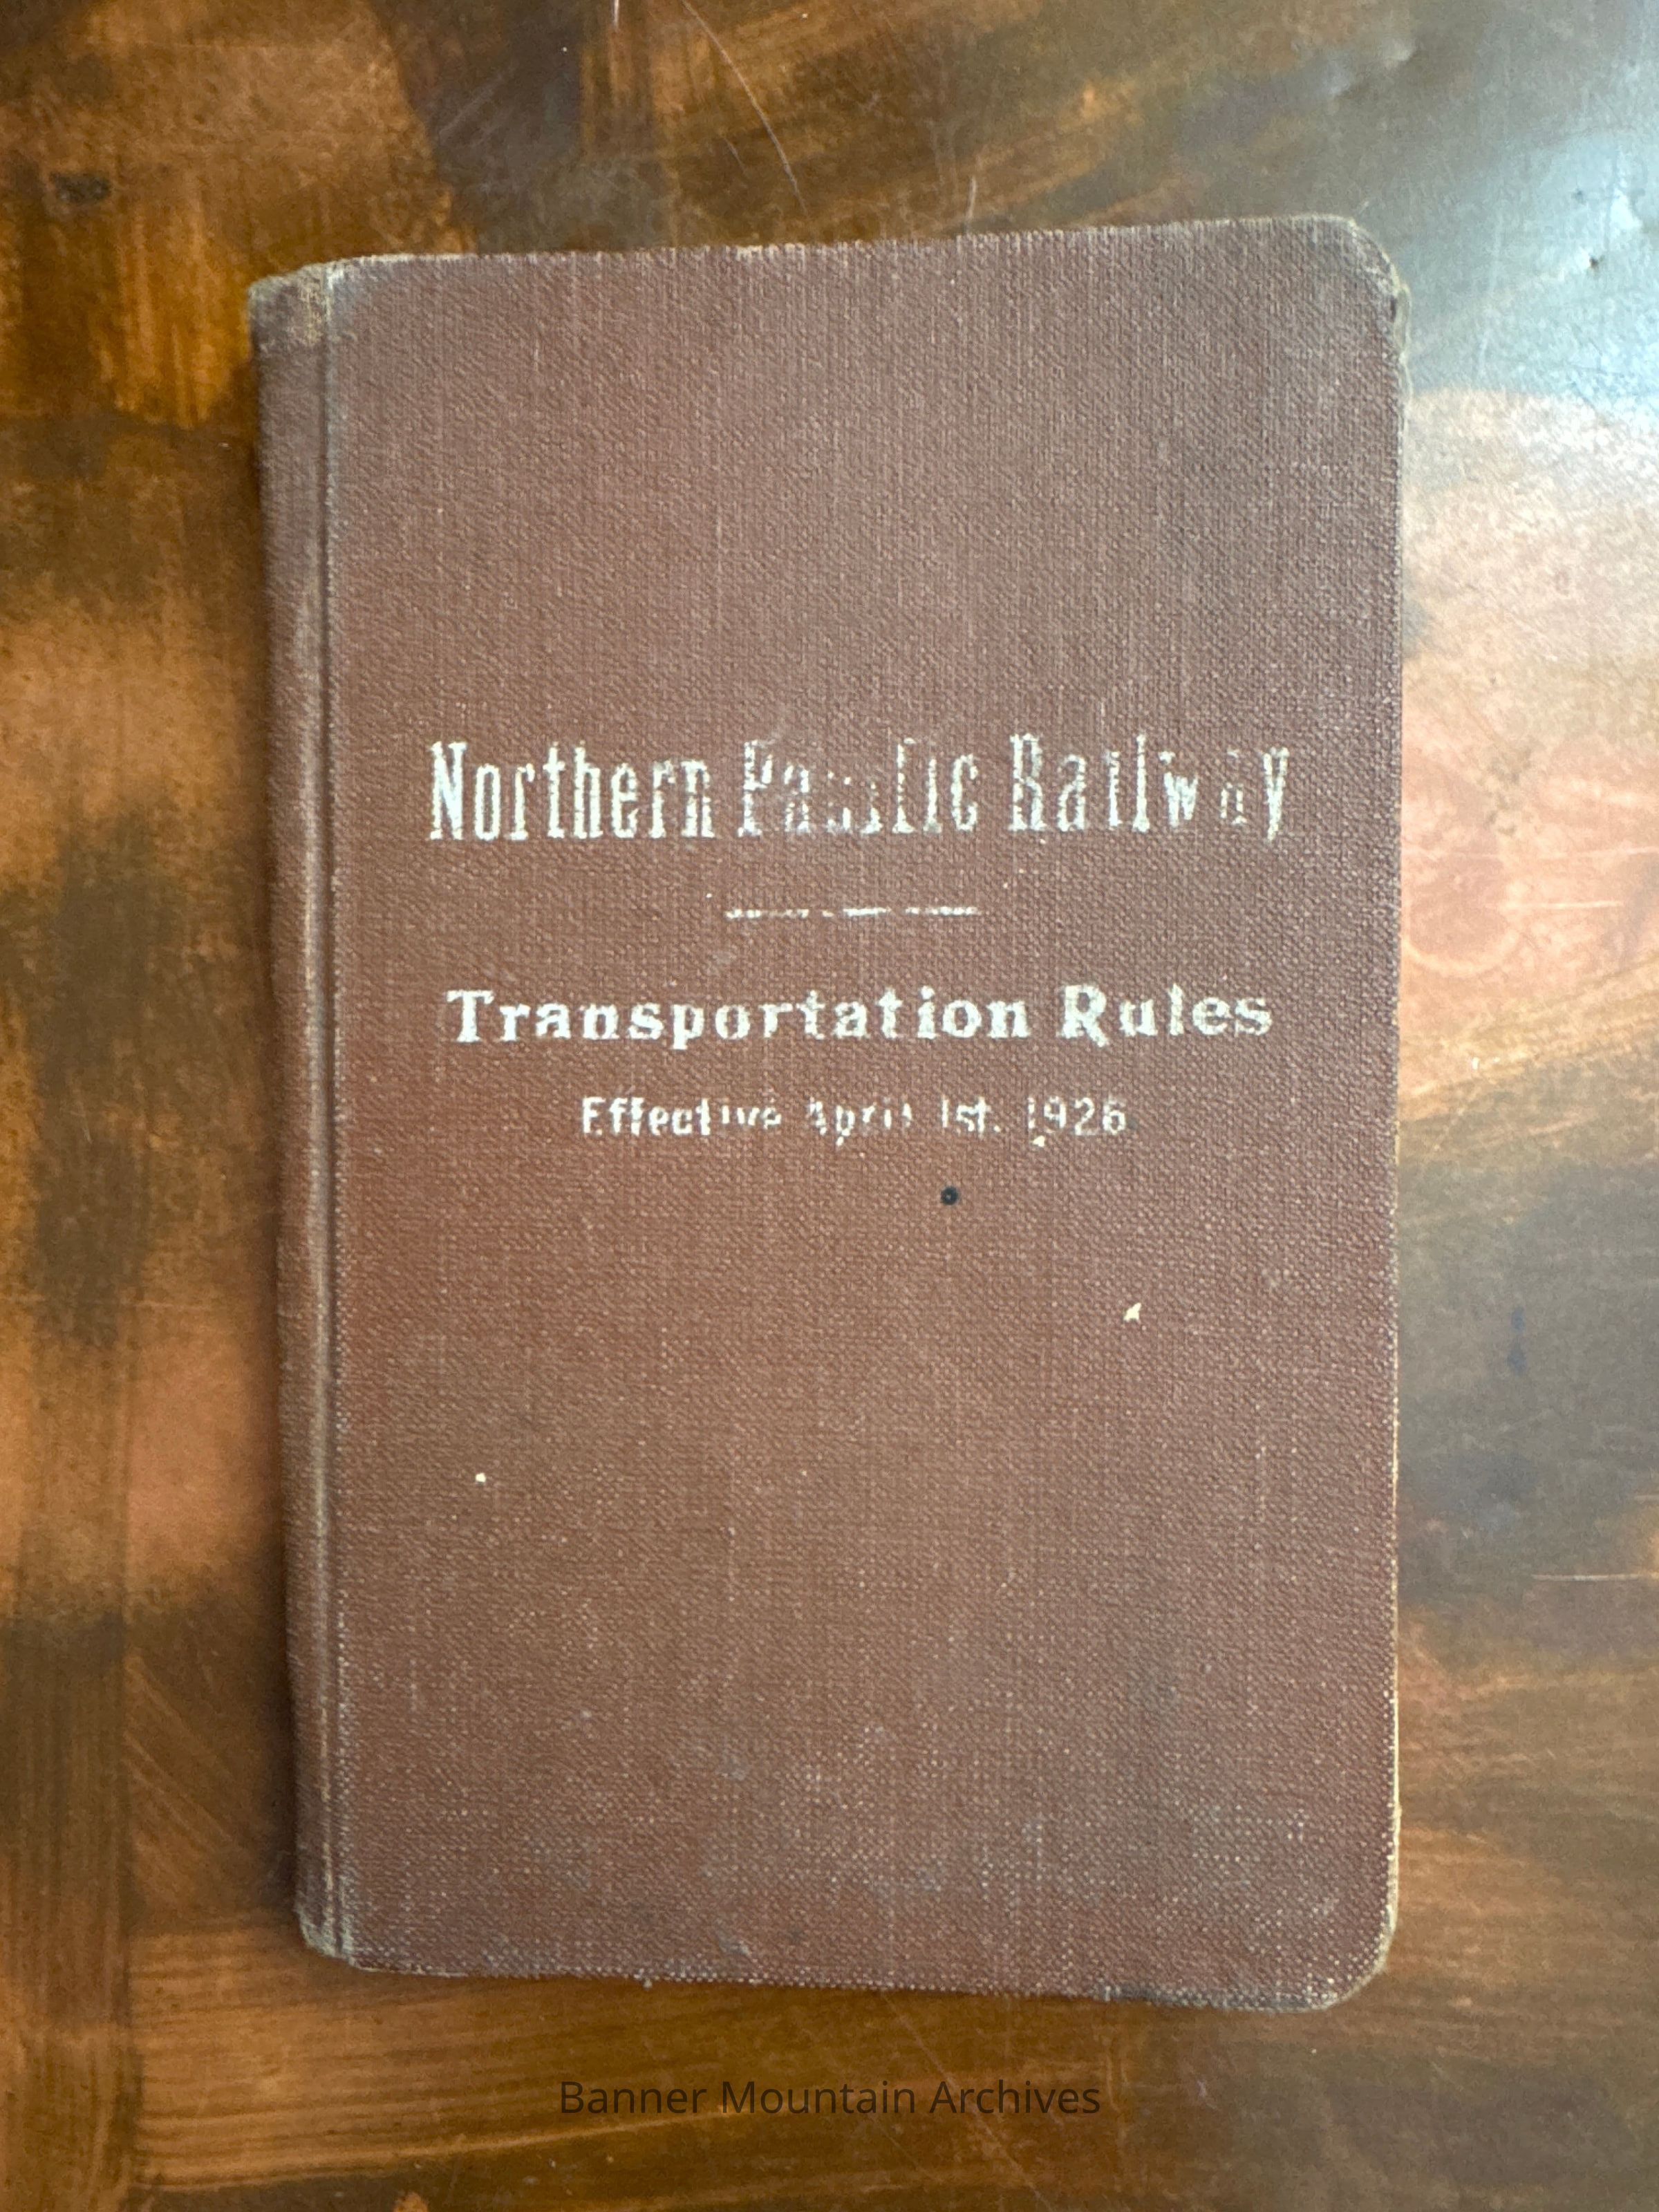 Northern Pacific Railway
Transportation Rules
Effective April 1st. 1926
Banner Mountain Archives